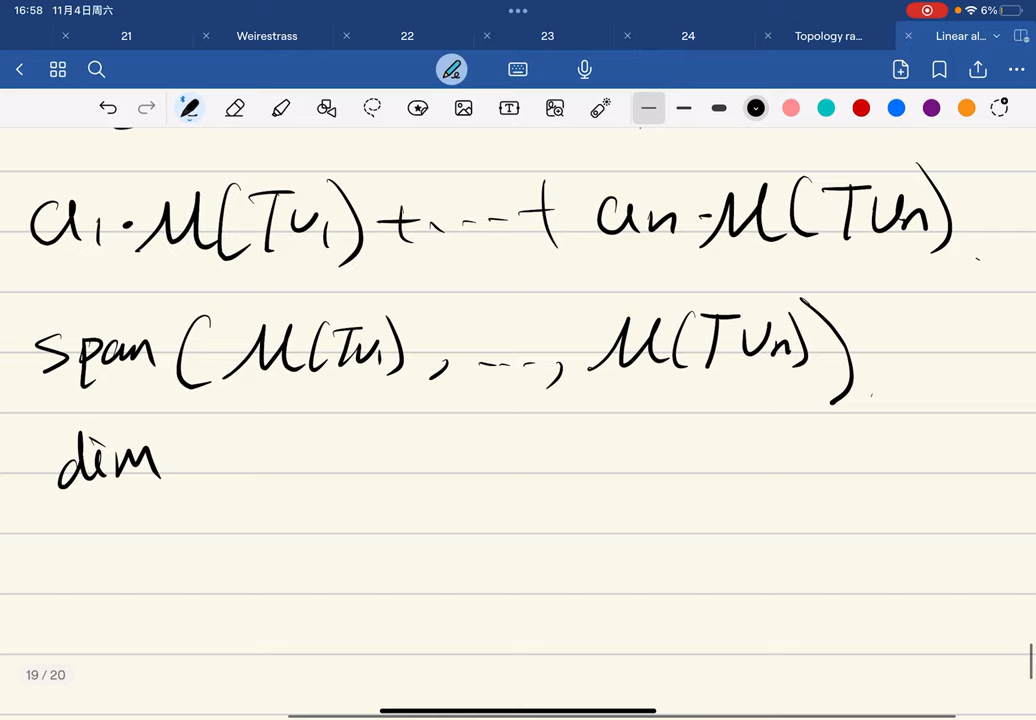 16:58 11月4日周六 6%
21 Weirestrass 22 23 24 Topology ra... Linear al...
a1·M(Tv1)+...+an·M(Tvn).
span(M(Tv1),...,M(Tvn)).
dim
19 / 20